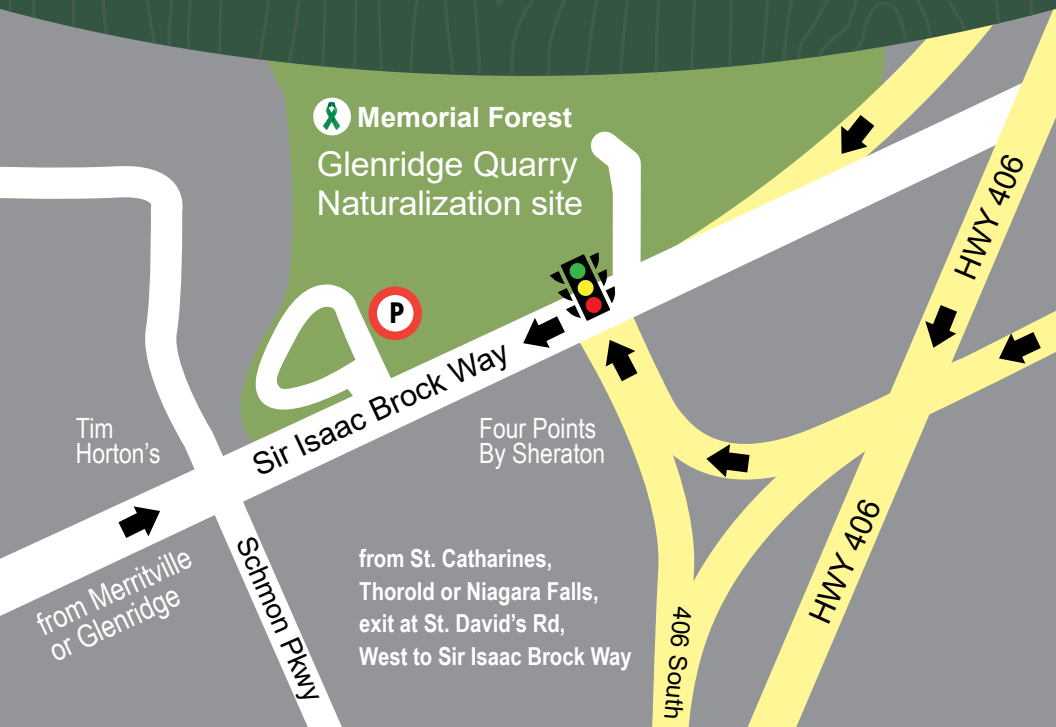 Memorial Forest
Glenridge Quarry
Naturalization site
HWY 406
P
Sir Isaac Brock Way
Tim
Horton's
Four Points
By Sheraton
HWY 406
from Merritville
or Glenridge
Schmon Pkwy
from St. Catharines,
Thorold or Niagara Falls,
exit at St. David's Rd,
West to Sir Isaac Brock Way
406 South